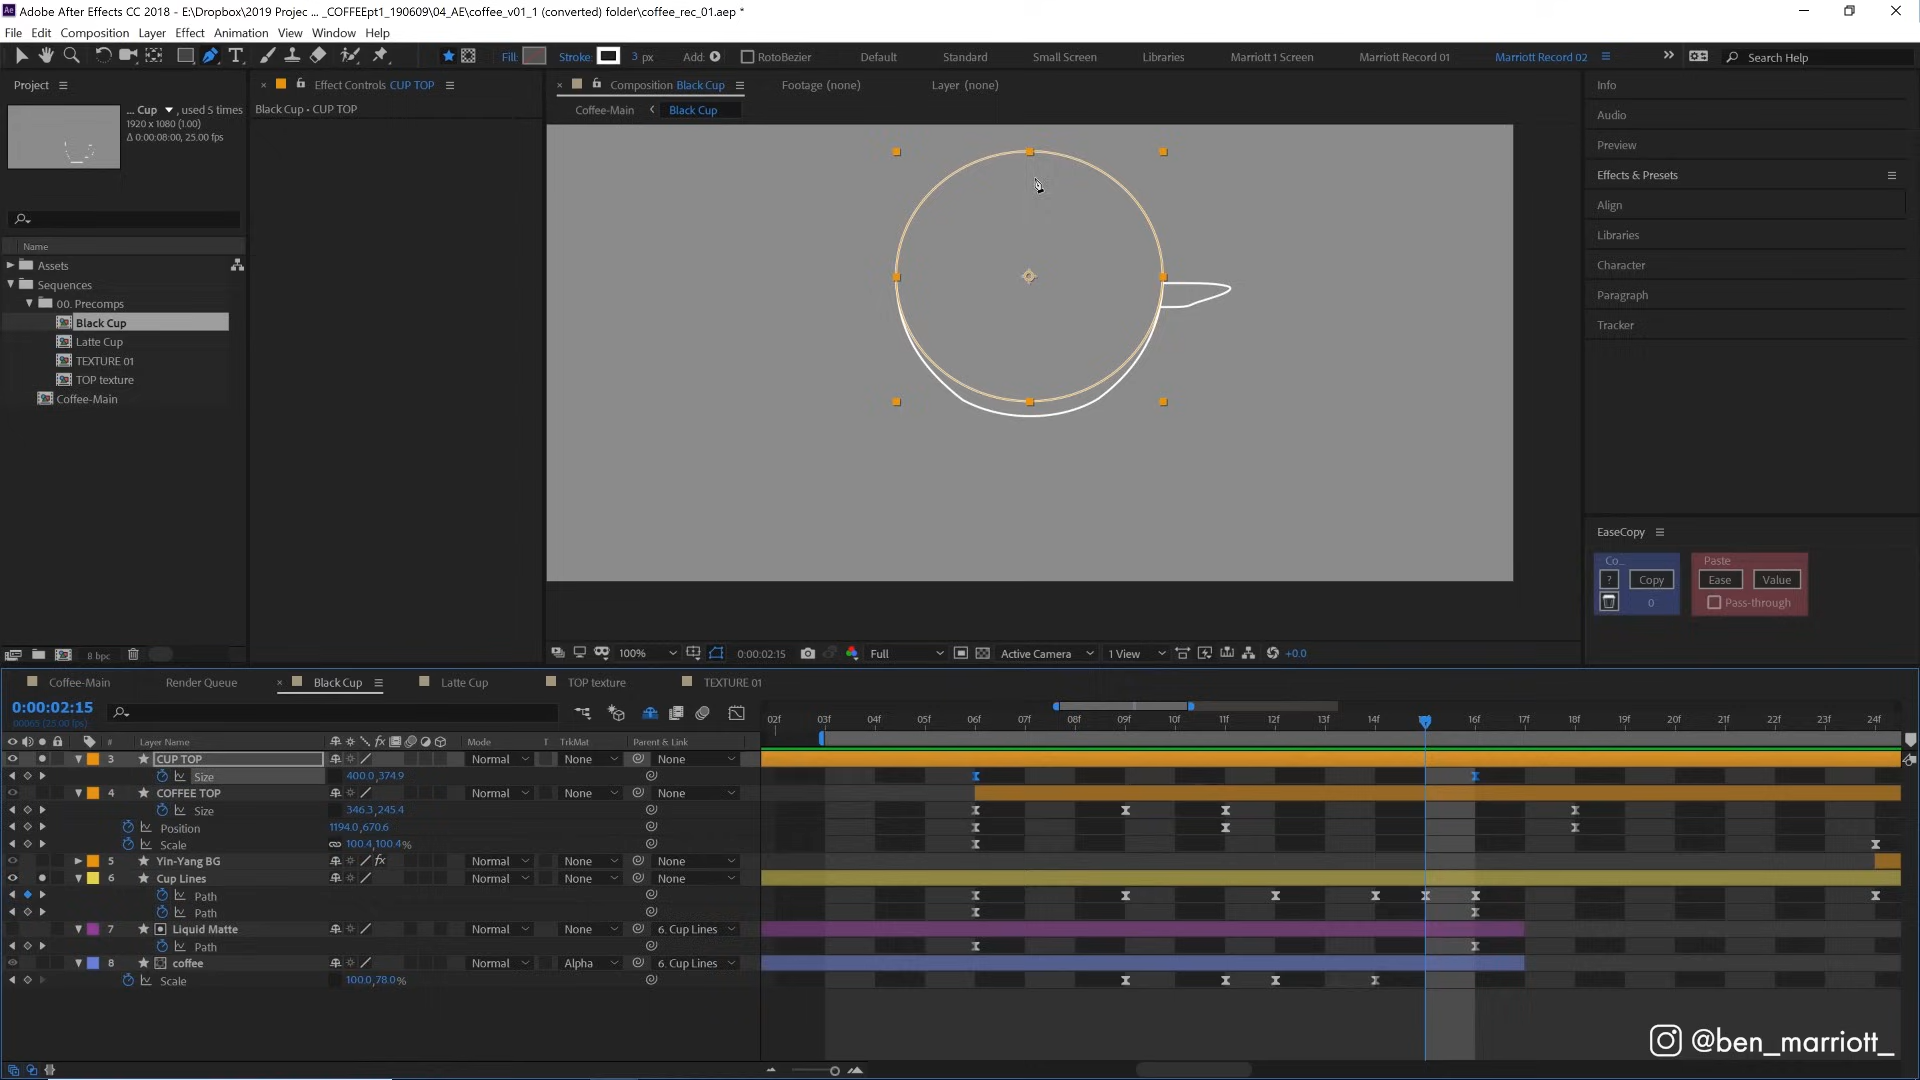 Adobe After Effects CC 2018 - E:\Dropbox\2019 Projec ... _COFFEEpt1_190609\04_AE\coffee_v01_1 (converted) folder\coffee_rec_01.aep *
File Edit Composition Layer Effect Animation View Window Help
Fill: Stroke: 3 px Add: RotoBezier Default Standard Small Screen Libraries Marriott 1 Screen Marriott Record 01 Marriott Record 02 Search Help
Project Effect Controls CUP TOP Composition Black Cup Footage (none) Layer (none) Info
... Cup , used 5 times Black Cup • CUP TOP Coffee-Main Black Cup
1920 x 1080 (1.00)
Δ 0:00:08:00, 25.00 fps
Audio
Preview
Effects & Presets
Align
Libraries
Character
Paragraph
Tracker
Name
Assets
Sequences
00. Precomps
Black Cup
Latte Cup
TEXTURE 01
TOP texture
Coffee-Main
EaseCopy
Co... Paste
? Copy Ease Value
0 Pass-through
8 bpc 100% 0:00:02:15 Full Active Camera 1 View +0.0
Coffee-Main Render Queue Black Cup Latte Cup TOP texture TEXTURE 01
0:00:02:15
00065 (25.00 fps)
02f 03f 04f 05f 06f 07f 08f 09f 10f 11f 12f 13f 14f 16f 17f 18f 19f 20f 21f 22f 23f 24f
# Layer Name Mode T TrkMat Parent & Link
3 CUP TOP Normal None None
Size 400.0,374.9
4 COFFEE TOP Normal None None
Size 346.3,245.4
Position 1194.0,670.6
Scale 100.4,100.4%
5 Yin-Yang BG Normal None None
6 Cup Lines Normal None None
Path
Path
7 Liquid Matte Normal None 6. Cup Lines
Path
8 coffee Normal Alpha 6. Cup Lines
Scale 100.0,78.0%
@ben_marriott_